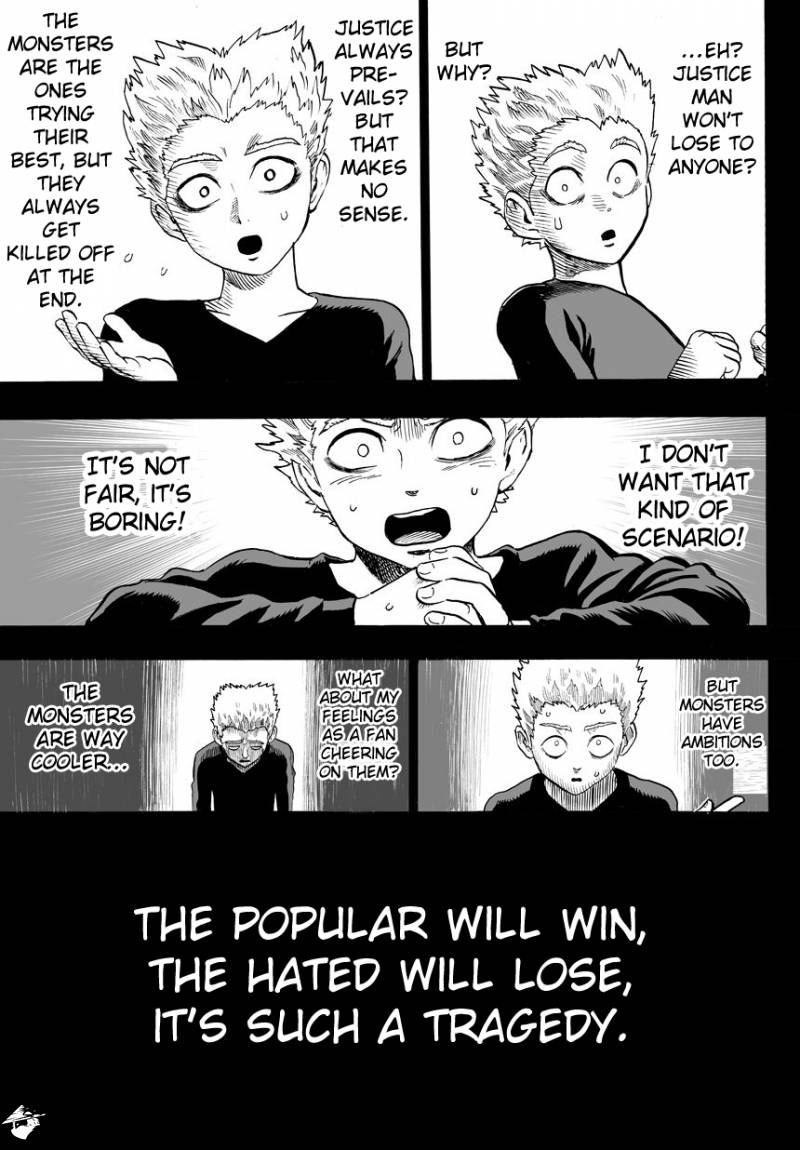 ...EH?
JUSTICE
MAN
WON'T
LOSE TO
ANYONE?
BUT
WHY?
JUSTICE
ALWAYS
PRE-
VAILS?
BUT
THAT
MAKES
NO
SENSE.
THE
MONSTERS
ARE THE
ONES
TRYING
THEIR
BEST, BUT
THEY
ALWAYS
GET
KILLED OFF
AT THE
END.
I DON'T
WANT THAT
KIND OF
SCENARIO!
IT'S NOT
FAIR, IT'S
BORING!
BUT
MONSTERS
HAVE
AMBITIONS
TOO.
WHAT
ABOUT MY
FEELINGS
AS A FAN
CHEERING
ON THEM?
THE
MONSTERS
ARE WAY
COOLER...
THE POPULAR WILL WIN,
THE HATED WILL LOSE,
IT'S SUCH A TRAGEDY.